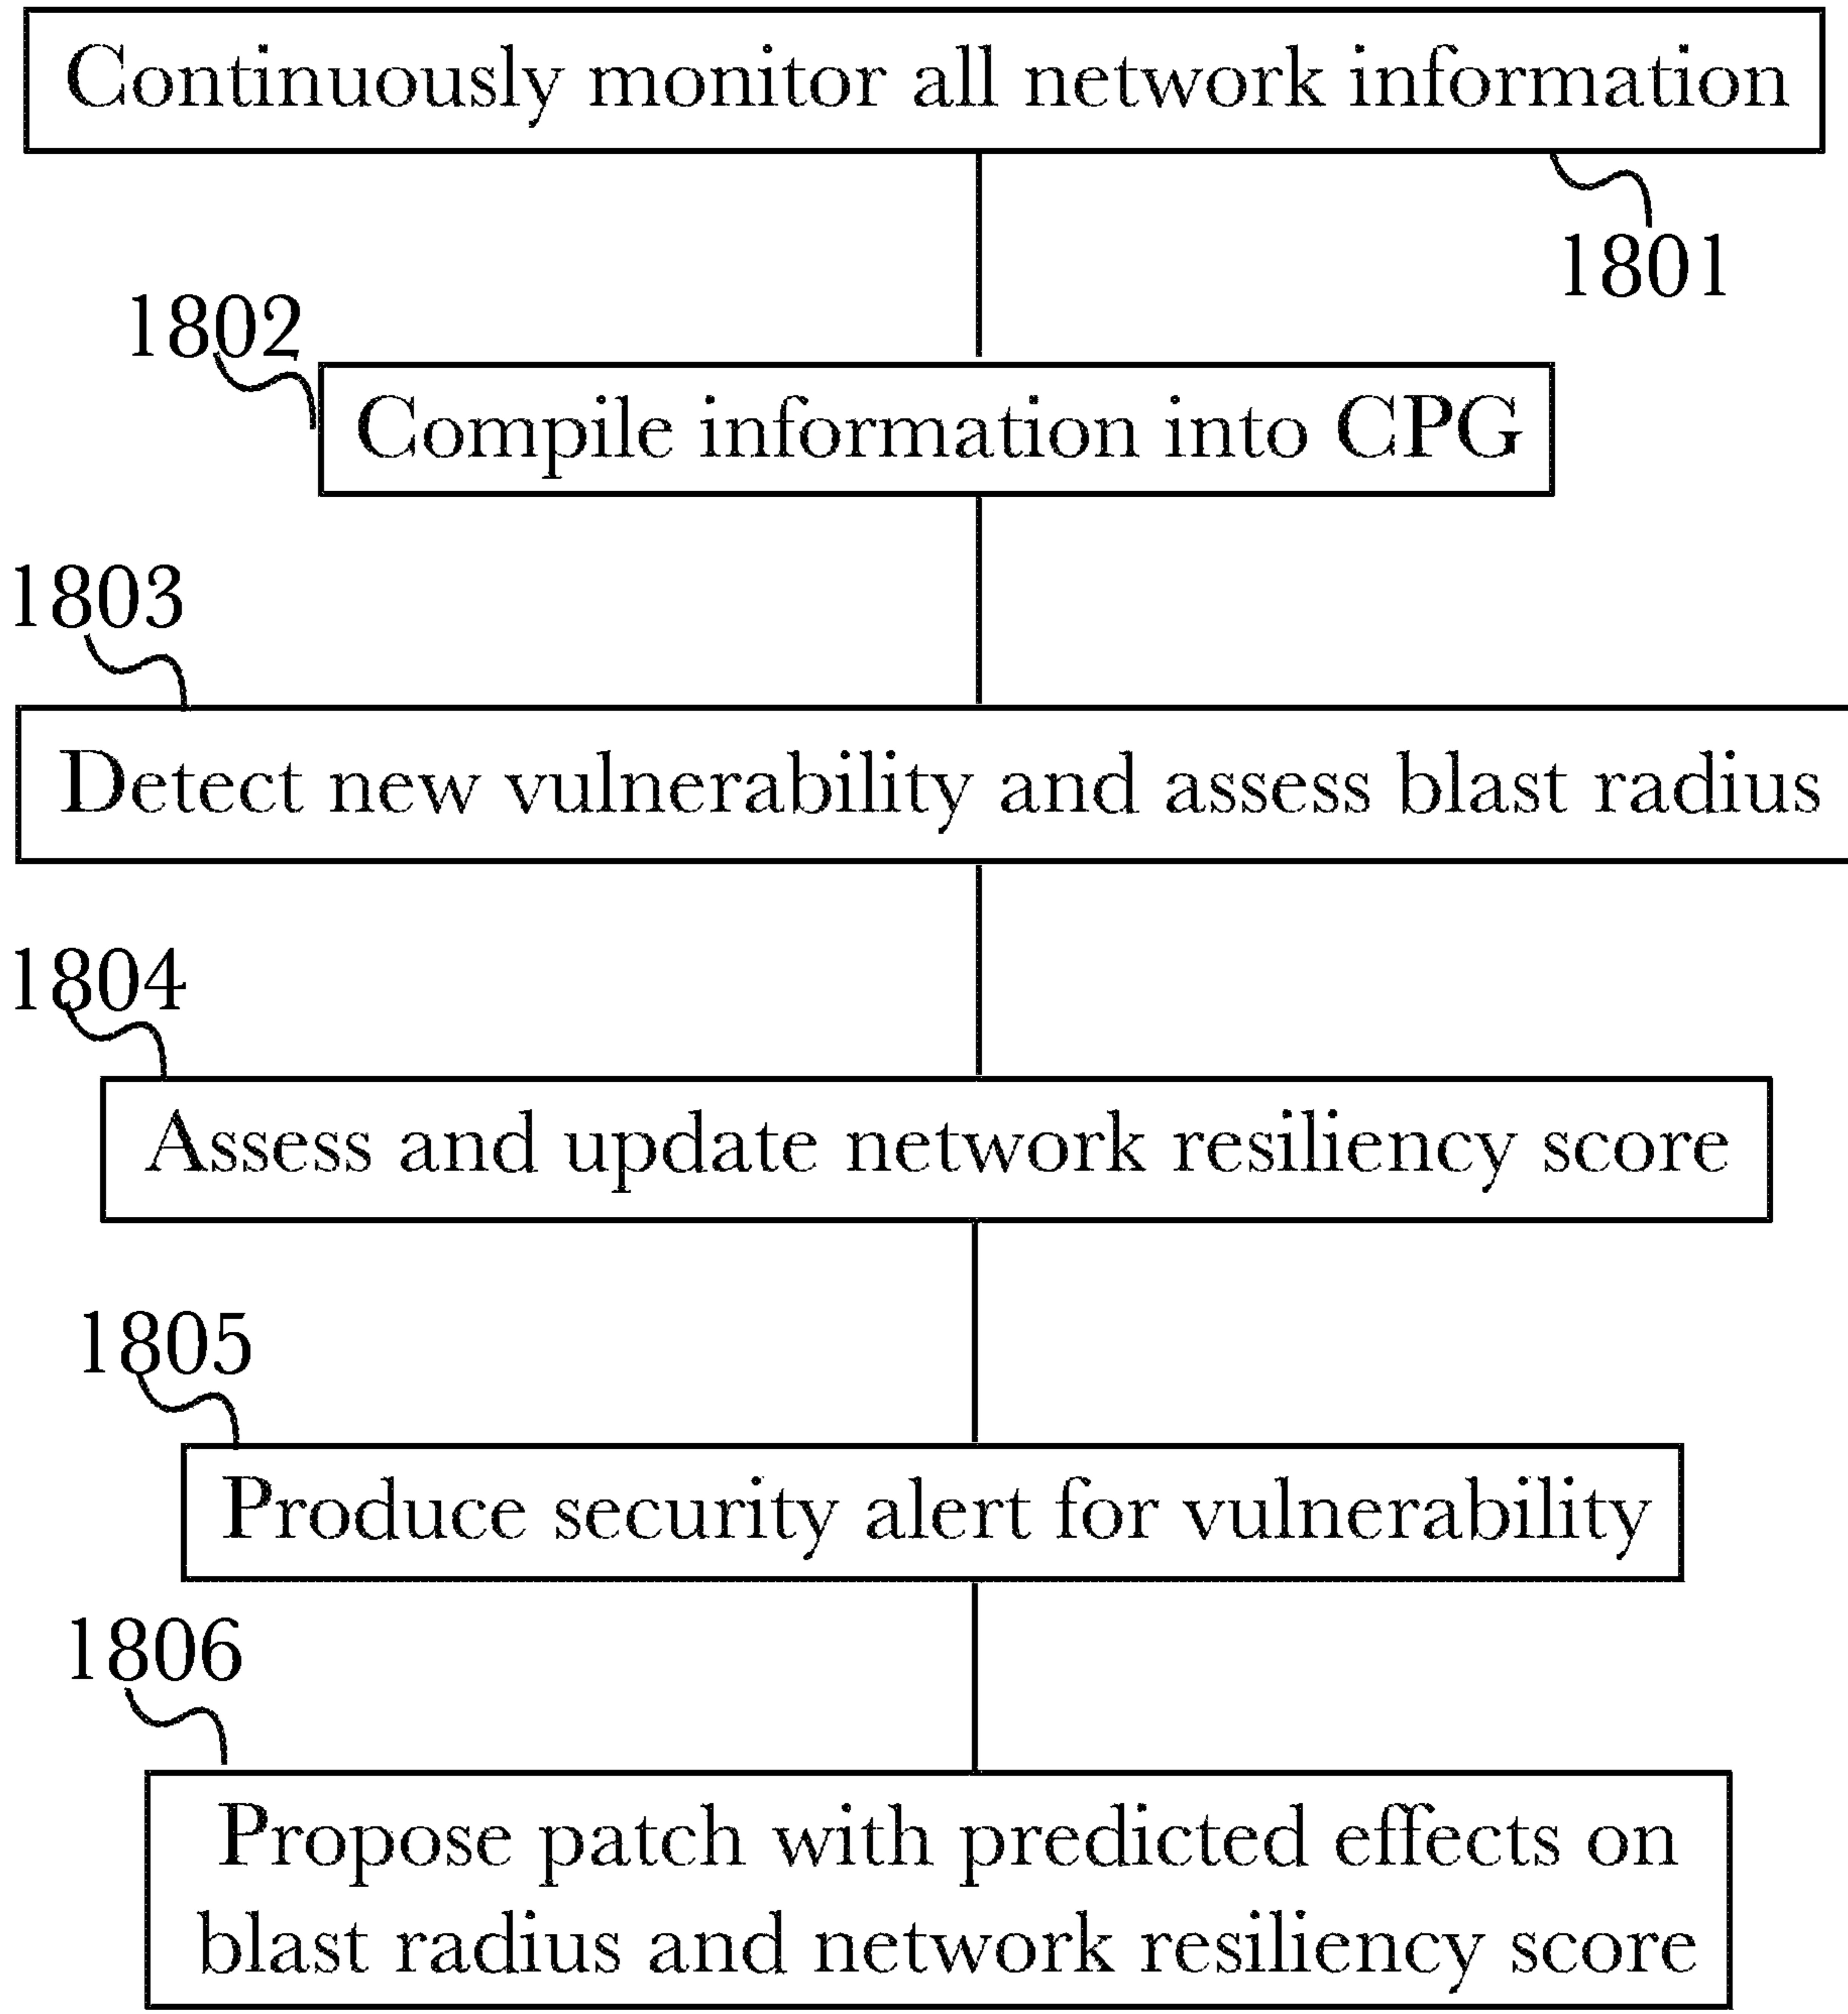 Continuously monitor all network information
1801
1802
Compile information into CPG
1803
Detect new vulnerability and assess blast radius
1804
Assess and update network resiliency score
1805
Produce security alert for vulnerability
1806
Propose patch with predicted effects on
blast radius and network resiliency score